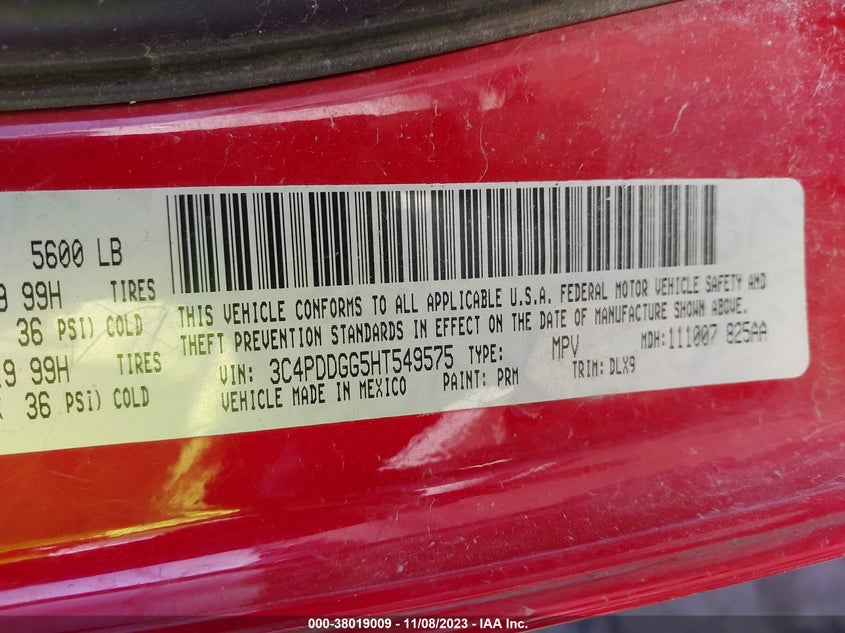 5600 LB
99H TIRES
36 PSI) COLD
19 99H TIRES
36 PSI) COLD
THIS VEHICLE CONFORMS TO ALL APPLICABLE U.S.A. FEDERAL MOTOR VEHICLE SAFETY AND
THEFT PREVENTION STANDARDS IN EFFECT ON THE DATE OF MANUFACTURE SHOWN ABOVE.
VIN: 3C4PDDGG5HT549575 TYPE: MPV MDH:111007 825AA
VEHICLE MADE IN MEXICO PAINT: PRM TRIM: DLX9
000-38019009 - 11/08/2023 - IAA Inc.